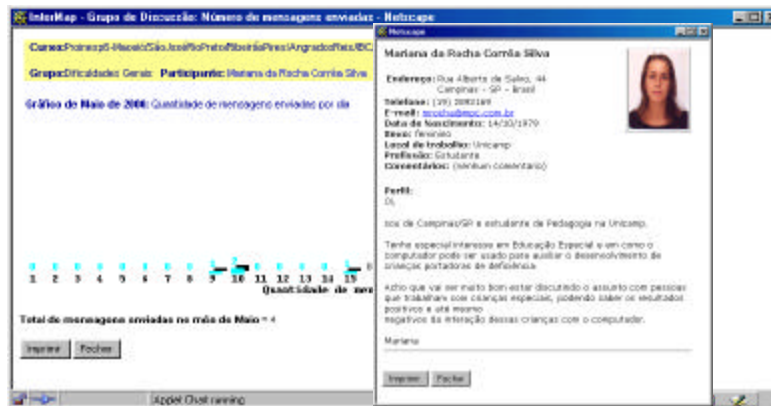 InterMap - Grupo de Discussão: Número de mensagens enviadas - Netscape
Curso:
Grupo:Dificuldades Gerais Participante: Mariana da Rocha Corrêa Silva
Gráfico de Maio de 2000: Quantidade de mensagens enviadas por dia
1 2 3 4 5 6 7 8 9 10 11 12 13 14 15
Quantidade de
Total de mensagens enviadas no mês de Maio = 4
Imprimir Fechar
Applet Chat running
Netscape
Mariana da Rocha Corrêa Silva
Endereço: Rua Alberto de Salvo, 44
Campinas - SP - Brasil
Telefone: (19)
E-mail:
Data de Nascimento: 14/10/1979
Sexo: feminino
Local de trabalho: Unicamp
Profissão: Estudante
Comentários: (nenhum comentário)
Perfil:
Oi,
sou de Campinas/SP e estudante de Pedagogia na Unicamp.
Tenho especial interesse em Educação Especial e em como o
computador pode ser usado para auxiliar o desenvolvimento de
crianças portadoras de deficiência.
Acho que vai ser muito bom estar discutindo o assunto com pessoas
que trabalham com crianças especiais, podendo saber os resultados
positivos e até mesmo
negativos da interação dessas crianças com o computador.
Mariana
Imprimir Fechar